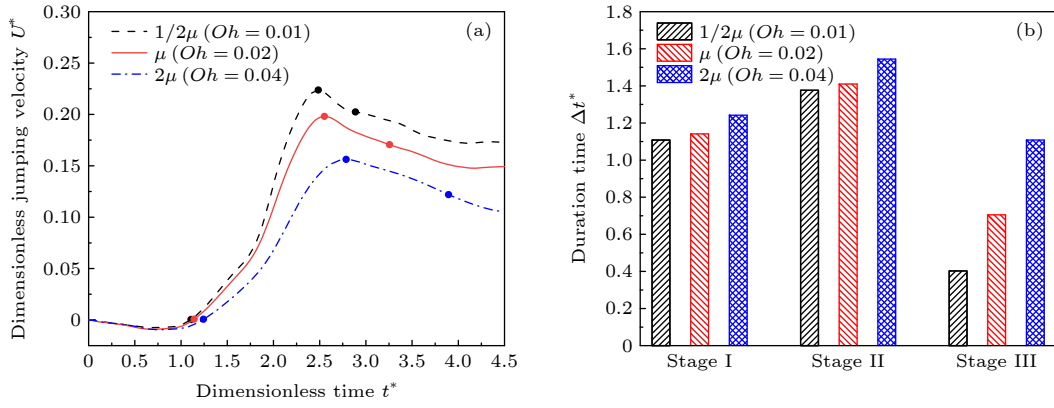 (a)
1/2μ (Oh = 0.01)
μ (Oh = 0.02)
2μ (Oh = 0.04)
Dimensionless jumping velocity U*
0.30
0.25
0.20
0.15
0.10
0.05
0
0 0.5 1.0 1.5 2.0 2.5 3.0 3.5 4.0 4.5
Dimensionless time t*
(b)
1/2μ (Oh = 0.01)
μ (Oh = 0.02)
2μ (Oh = 0.04)
Duration time Δt*
1.8
1.6
1.4
1.2
1.0
0.8
0.6
0.4
0.2
0
Stage I Stage II Stage III